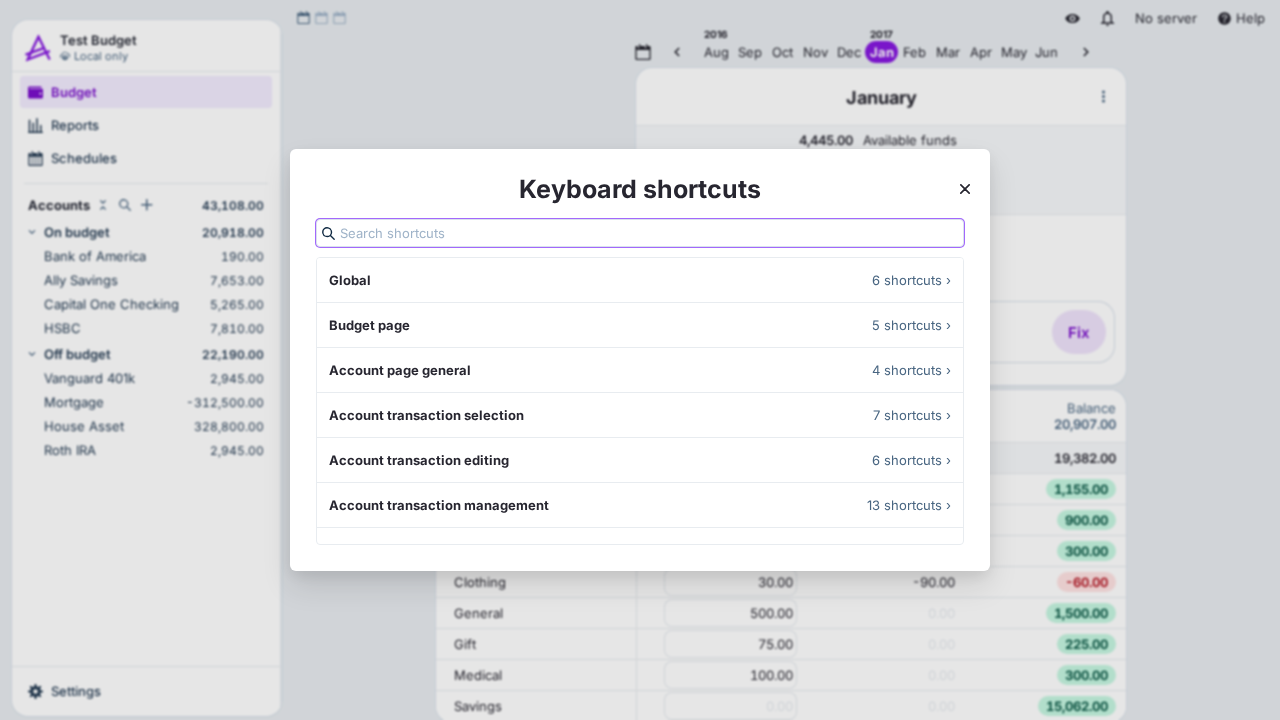 Test Budget
Local only
Budget
Reports
Schedules
Accounts 43,108.00
On budget 20,918.00
Bank of America 190.00
Ally Savings 7,653.00
Capital One Checking 5,265.00
HSBC 7,810.00
Off budget 22,190.00
Vanguard 401k 2,945.00
Mortgage -312,500.00
House Asset 328,800.00
Roth IRA 2,945.00
Settings
No server
Help
2016 2017
Aug Sep Oct Nov Dec Jan Feb Mar Apr May Jun
January
4,445.00 Available funds
Keyboard shortcuts
Search shortcuts
Global 6 shortcuts ›
Budget page 5 shortcuts ›
Account page general 4 shortcuts ›
Account transaction selection 7 shortcuts ›
Account transaction editing 6 shortcuts ›
Account transaction management 13 shortcuts ›
Fix
Balance
20,907.00
19,382.00
1,155.00
900.00
300.00
Clothing 30.00 -90.00 -60.00
General 500.00 0.00 1,500.00
Gift 75.00 0.00 225.00
Medical 100.00 0.00 300.00
Savings 0.00 0.00 15,062.00